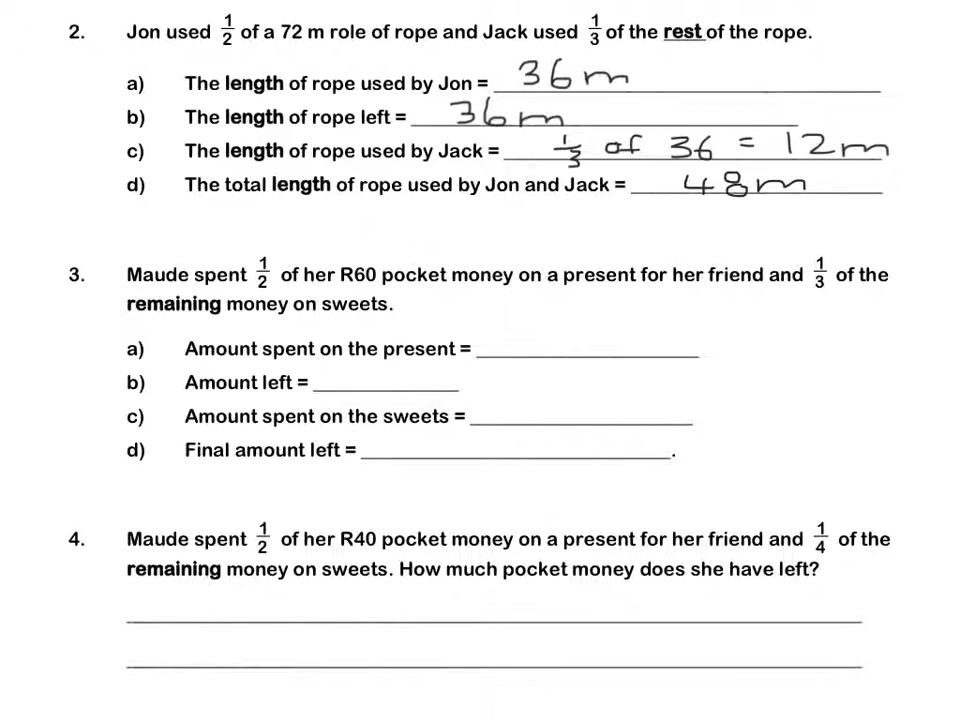 2. Jon used 1/2 of a 72 m role of rope and Jack used 1/3 of the rest of the rope.
a) The length of rope used by Jon = 36m
b) The length of rope left = 36m
c) The length of rope used by Jack = 1/3 of 36 = 12m
d) The total length of rope used by Jon and Jack = 48m
3. Maude spent 1/2 of her R60 pocket money on a present for her friend and 1/3 of the
remaining money on sweets.
a) Amount spent on the present =
b) Amount left =
c) Amount spent on the sweets =
d) Final amount left = .
4. Maude spent 1/2 of her R40 pocket money on a present for her friend and 1/4 of the
remaining money on sweets. How much pocket money does she have left?